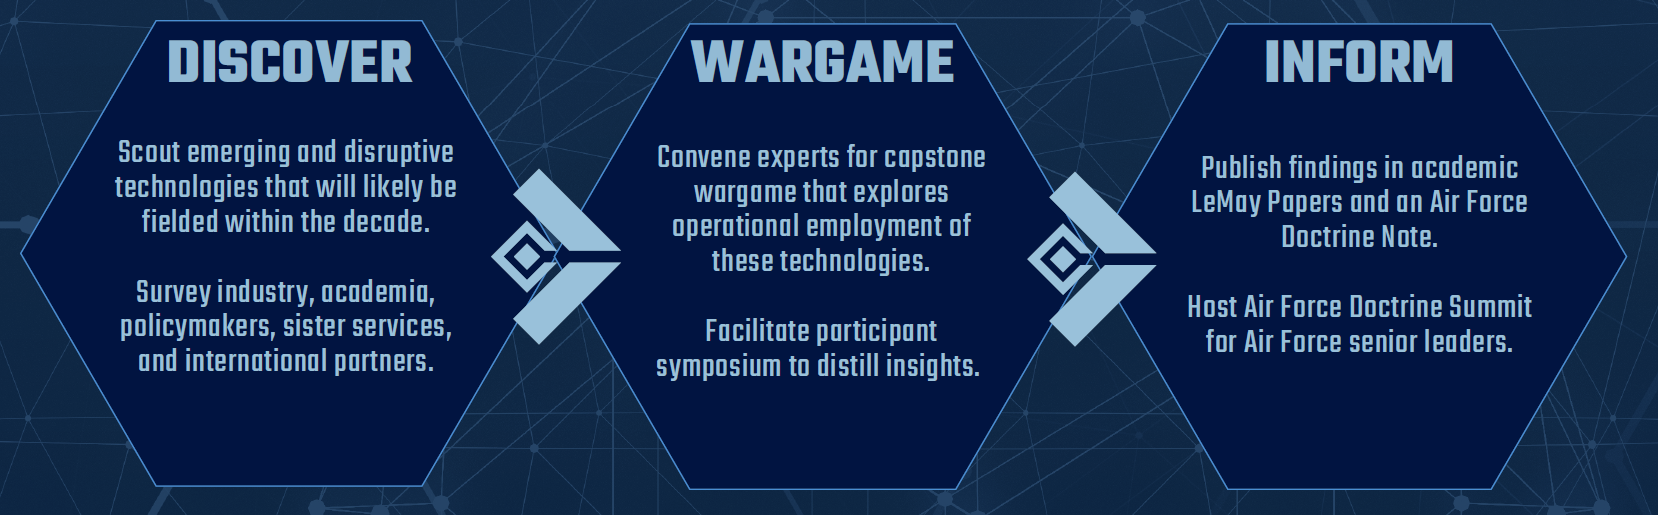 DISCOVER
Scout emerging and disruptive
technologies that will likely be
fielded within the decade.
Survey industry, academia,
policymakers, sister services,
and international partners.
WARGAME
Convene experts for capstone
wargame that explores
operational employment of
these technologies.
Facilitate participant
symposium to distill insights.
INFORM
Publish findings in academic
LeMay Papers and an Air Force
Doctrine Note.
Host Air Force Doctrine Summit
for Air Force senior leaders.